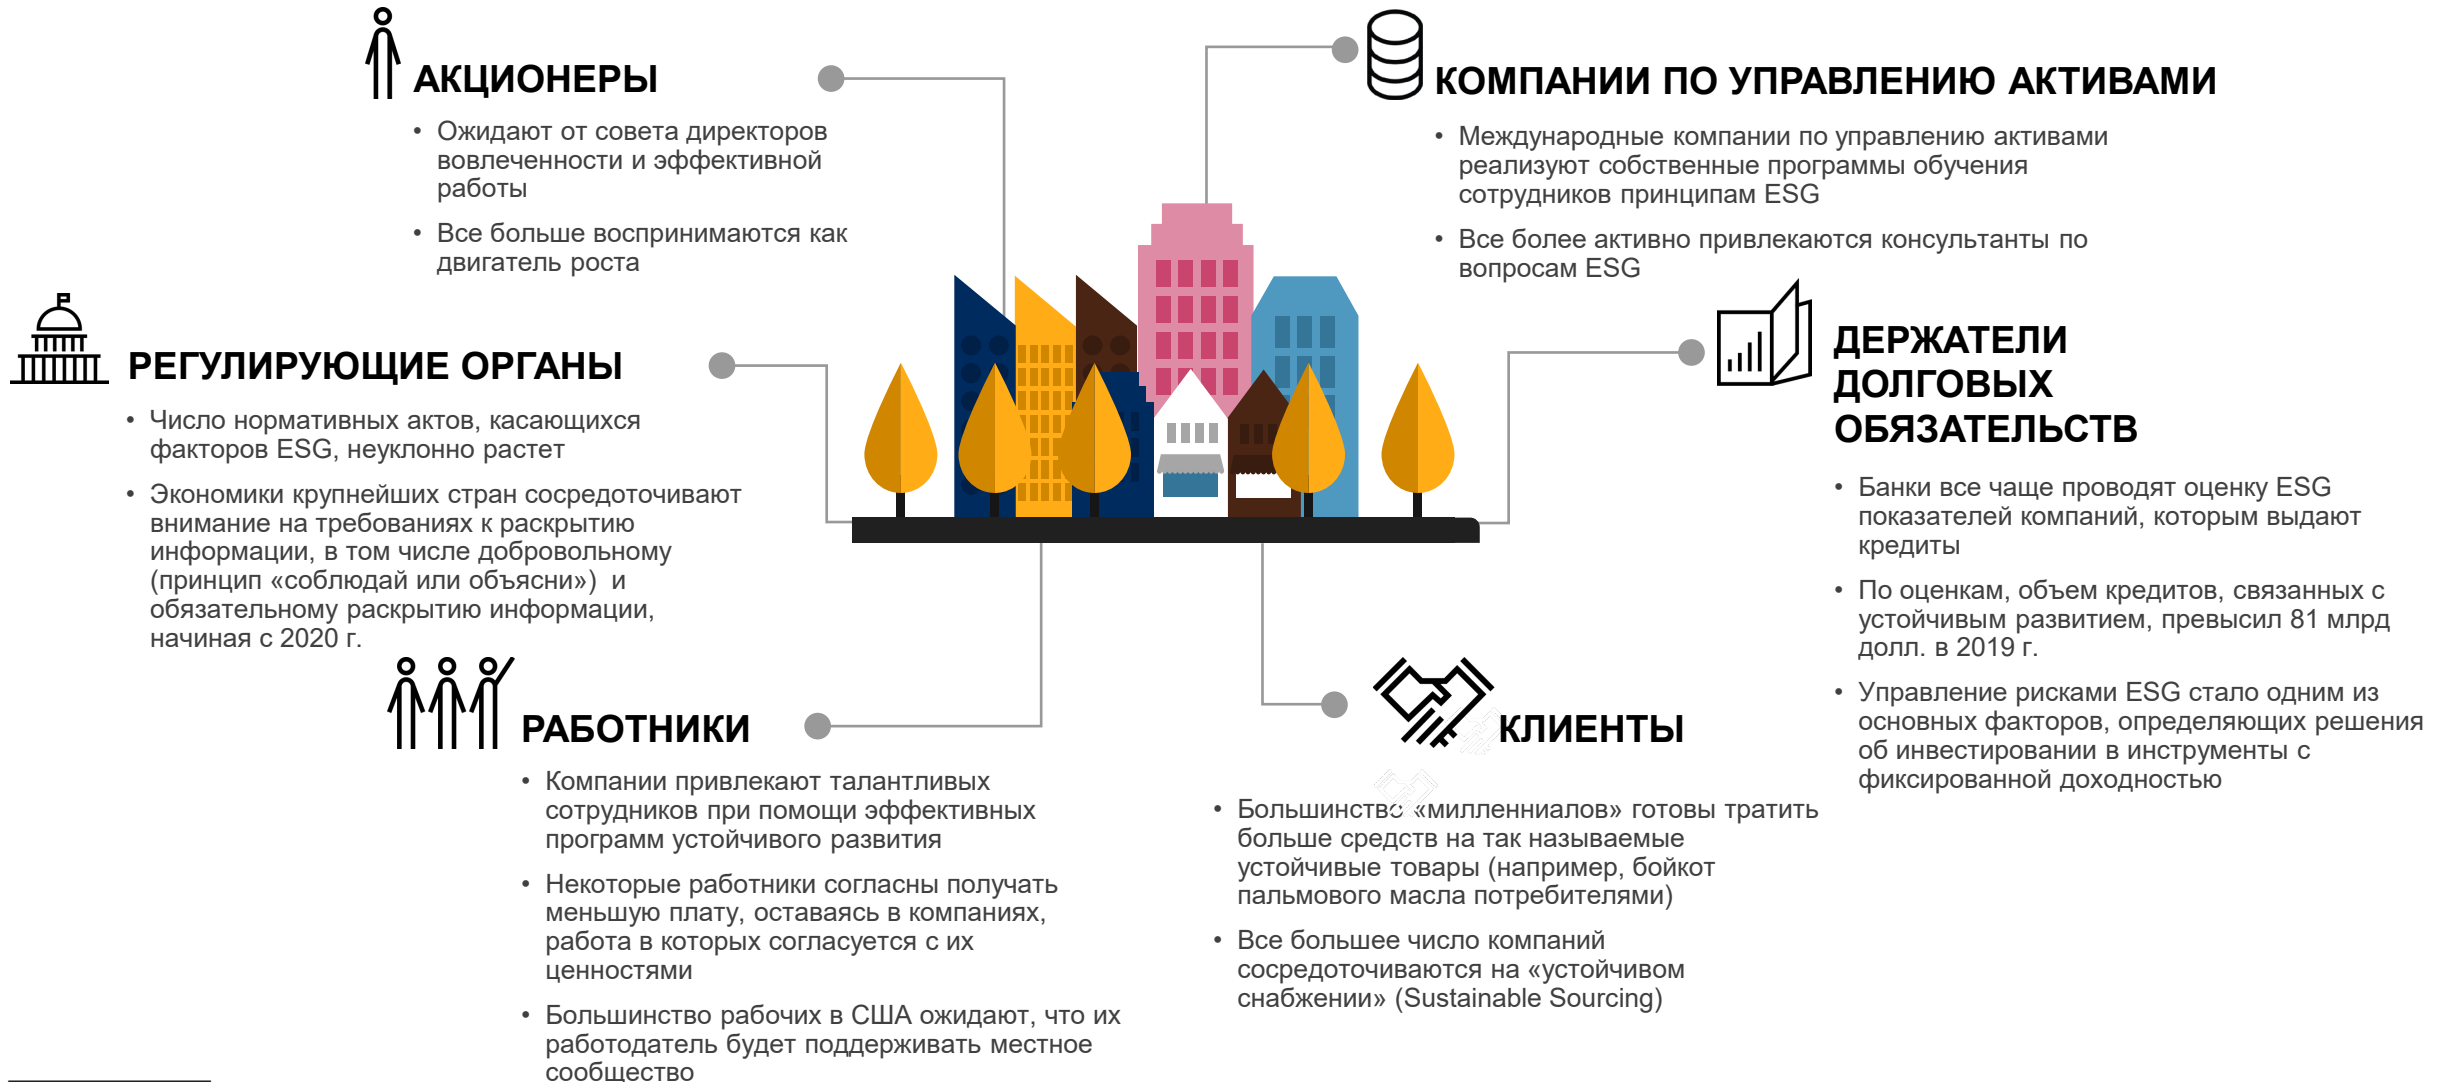 АКЦИОНЕРЫ
• Ожидают от совета директоров
вовлеченности и эффективной
работы
• Все больше воспринимаются как
двигатель роста
КОМПАНИИ ПО УПРАВЛЕНИЮ АКТИВАМИ
• Международные компании по управлению активами
реализуют собственные программы обучения
сотрудников принципам ESG
• Все более активно привлекаются консультанты по
вопросам ESG
РЕГУЛИРУЮЩИЕ ОРГАНЫ
• Число нормативных актов, касающихся
факторов ESG, неуклонно растет
• Экономики крупнейших стран сосредоточивают
внимание на требованиях к раскрытию
информации, в том числе добровольному
(принцип «соблюдай или объясни») и
обязательному раскрытию информации,
начиная с 2020 г.
ДЕРЖАТЕЛИ
ДОЛГОВЫХ
ОБЯЗАТЕЛЬСТВ
• Банки все чаще проводят оценку ESG
показателей компаний, которым выдают
кредиты
• По оценкам, объем кредитов, связанных с
устойчивым развитием, превысил 81 млрд
долл. в 2019 г.
• Управление рисками ESG стало одним из
основных факторов, определяющих решения
об инвестировании в инструменты с
фиксированной доходностью
РАБОТНИКИ
• Компании привлекают талантливых
сотрудников при помощи эффективных
программ устойчивого развития
• Некоторые работники согласны получать
меньшую плату, оставаясь в компаниях,
работа в которых согласуется с их
ценностями
• Большинство рабочих в США ожидают, что их
работодатель будет поддерживать местное
сообщество
КЛИЕНТЫ
• Большинство «миллениалов» готовы тратить
больше средств на так называемые
устойчивые товары (например, бойкот
пальмового масла потребителями)
• Все большее число компаний
сосредоточиваются на «устойчивом
снабжении» (Sustainable Sourcing)